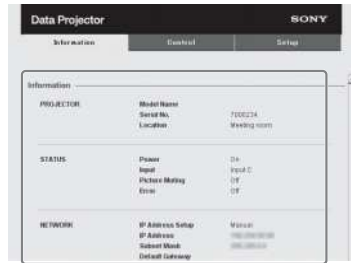 Data Projector
SONY
Information Control Setup
Information
PROJECTOR
Model Name
Serial No. 7000234
Location Meeting room
STATUS
Power On
Input Input C
Picture Muting Off
Error Off
NETWORK
IP Address Setup Manual
IP Address
Subnet Mask
Default Gateway